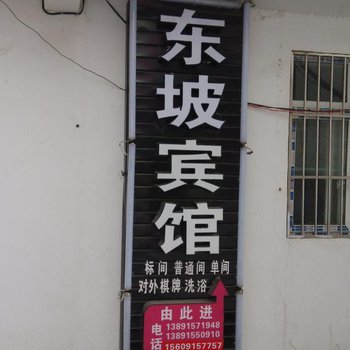 东坡宾馆
标间 普通间 单间
对外棋牌洗浴
由此进
电话
13891571948
13891550910
15609157757